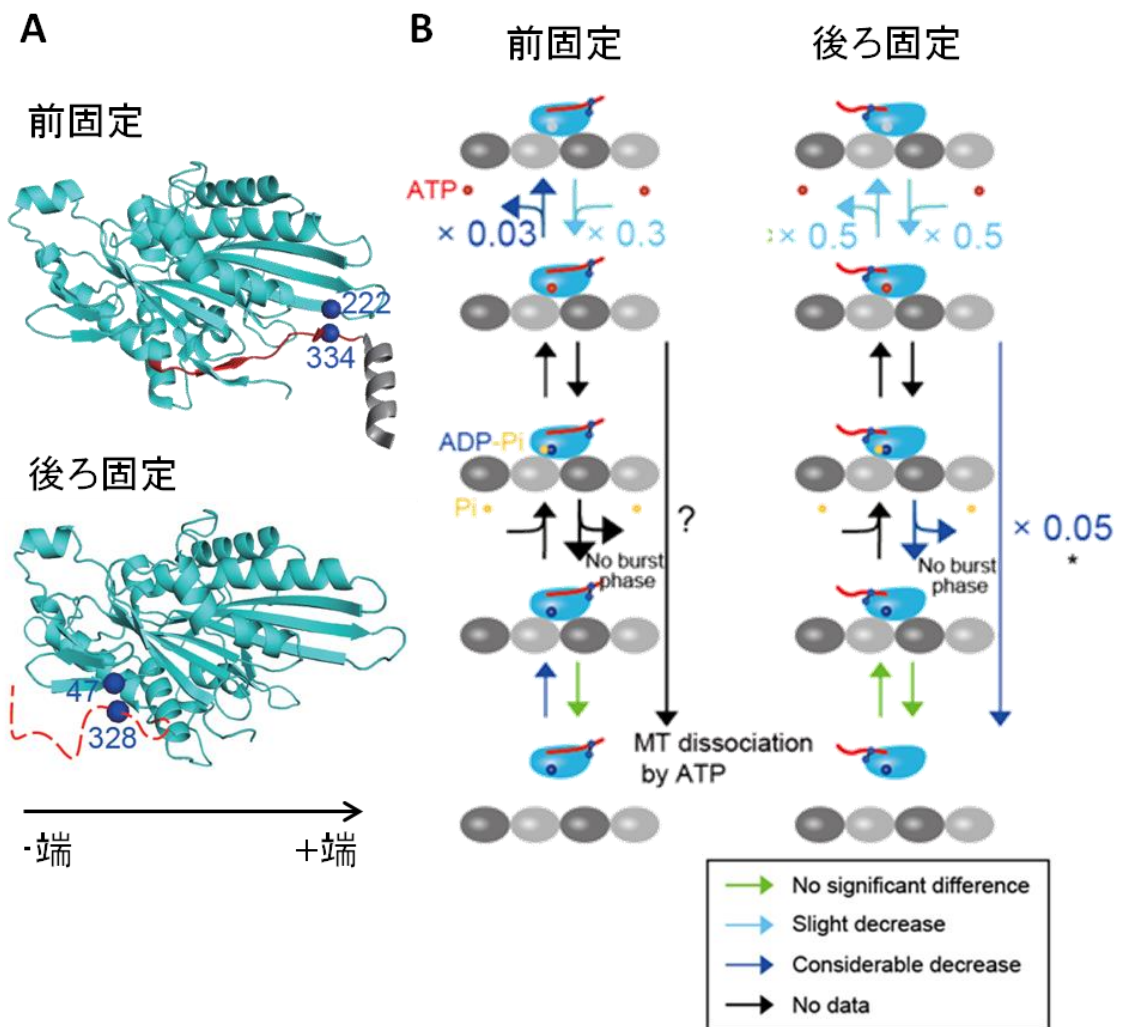 A
前固定
222
334
後ろ固定
47
328
-端
+端
B
前固定
後ろ固定
ATP
× 0.03
× 0.3
× 0.5
× 0.5
ADP-Pi
Pi
No burst
phase
?
MT dissociation
by ATP
No burst
phase
× 0.05
*
No significant difference
Slight decrease
Considerable decrease
No data